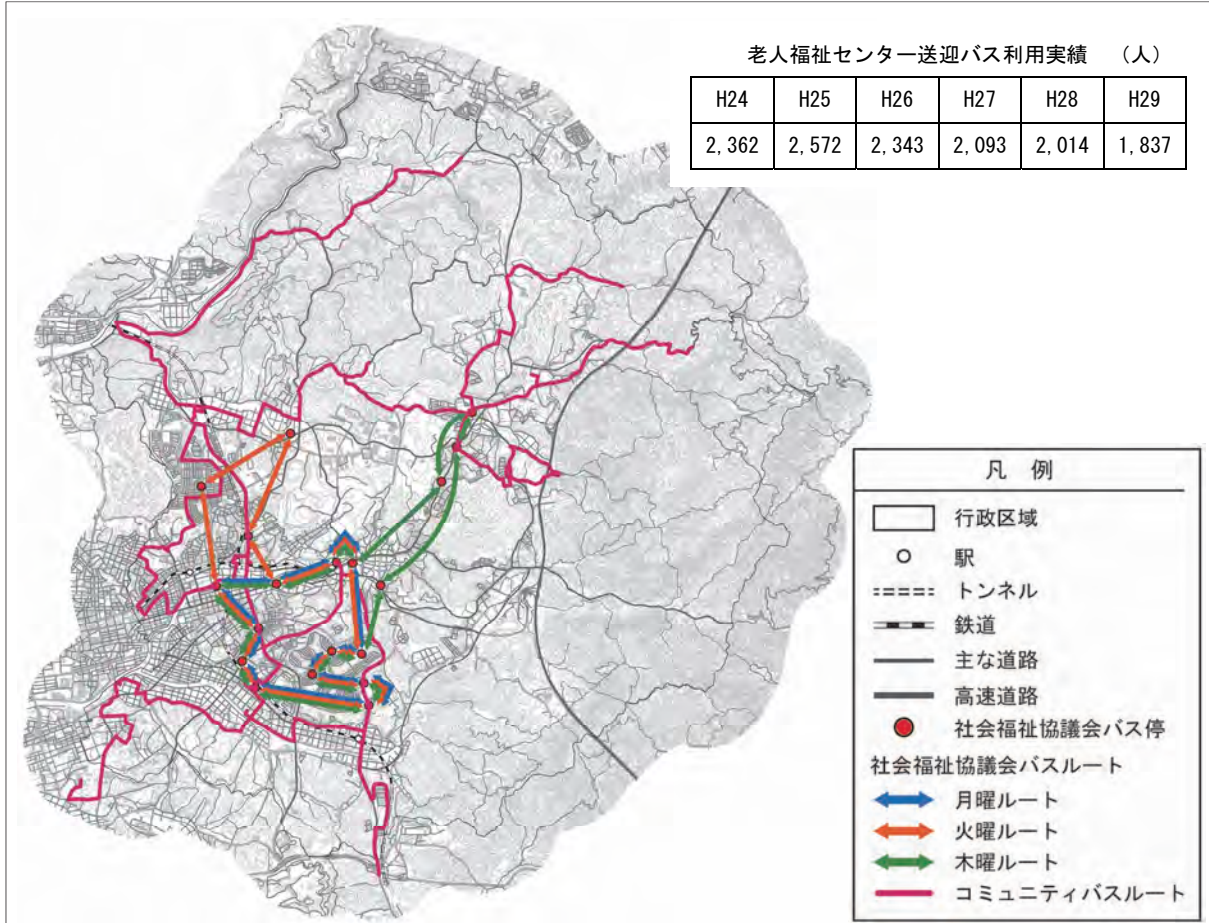 老人福祉センター送迎バス利用実績 （人）
H24 H25 H26 H27 H28 H29
2,362 2,572 2,343 2,093 2,014 1,837
凡 例
行政区域
駅
トンネル
鉄道
主な道路
高速道路
社会福祉協議会バス停
社会福祉協議会バスルート
月曜ルート
火曜ルート
木曜ルート
コミュニティバスルート